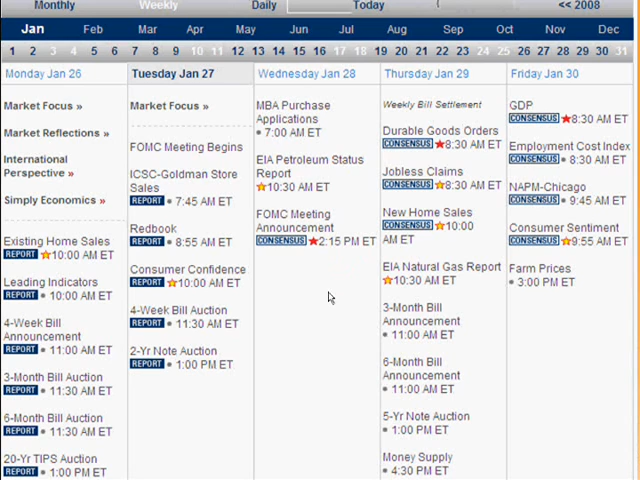 Monthly Weekly Daily Today << 2008
Jan Feb Mar Apr May Jun Jul Aug Sep Oct Nov Dec
1 2 3 4 5 6 7 8 9 10 11 12 13 14 15 16 17 18 19 20 21 22 23 24 25 26 27 28 29 30 31
Monday Jan 26
Market Focus »
Market Reflections »
International
Perspective »
Simply Economics »
Existing Home Sales
REPORT 10:00 AM ET
Leading Indicators
REPORT 10:00 AM ET
4-Week Bill
Announcement
REPORT 11:00 AM ET
3-Month Bill Auction
REPORT 11:30 AM ET
6-Month Bill Auction
REPORT 11:30 AM ET
20-Yr TIPS Auction
REPORT 1:00 PM ET
Tuesday Jan 27
Market Focus »
FOMC Meeting Begins
ICSC-Goldman Store
Sales
REPORT 7:45 AM ET
Redbook
REPORT 8:55 AM ET
Consumer Confidence
REPORT 10:00 AM ET
4-Week Bill Auction
REPORT 11:30 AM ET
2-Yr Note Auction
REPORT 1:00 PM ET
Wednesday Jan 28
MBA Purchase
Applications
7:00 AM ET
EIA Petroleum Status
Report
10:30 AM ET
FOMC Meeting
Announcement
CONSENSUS 2:15 PM ET
Thursday Jan 29
Weekly Bill Settlement
Durable Goods Orders
CONSENSUS 8:30 AM ET
Jobless Claims
CONSENSUS 8:30 AM ET
New Home Sales
CONSENSUS 10:00
AM ET
EIA Natural Gas Report
10:30 AM ET
3-Month Bill
Announcement
11:00 AM ET
6-Month Bill
Announcement
11:00 AM ET
5-Yr Note Auction
1:00 PM ET
Money Supply
4:30 PM ET
Friday Jan 30
GDP
CONSENSUS 8:30 AM ET
Employment Cost Index
CONSENSUS 8:30 AM ET
NAPM-Chicago
CONSENSUS 9:45 AM ET
Consumer Sentiment
CONSENSUS 9:55 AM ET
Farm Prices
3:00 PM ET